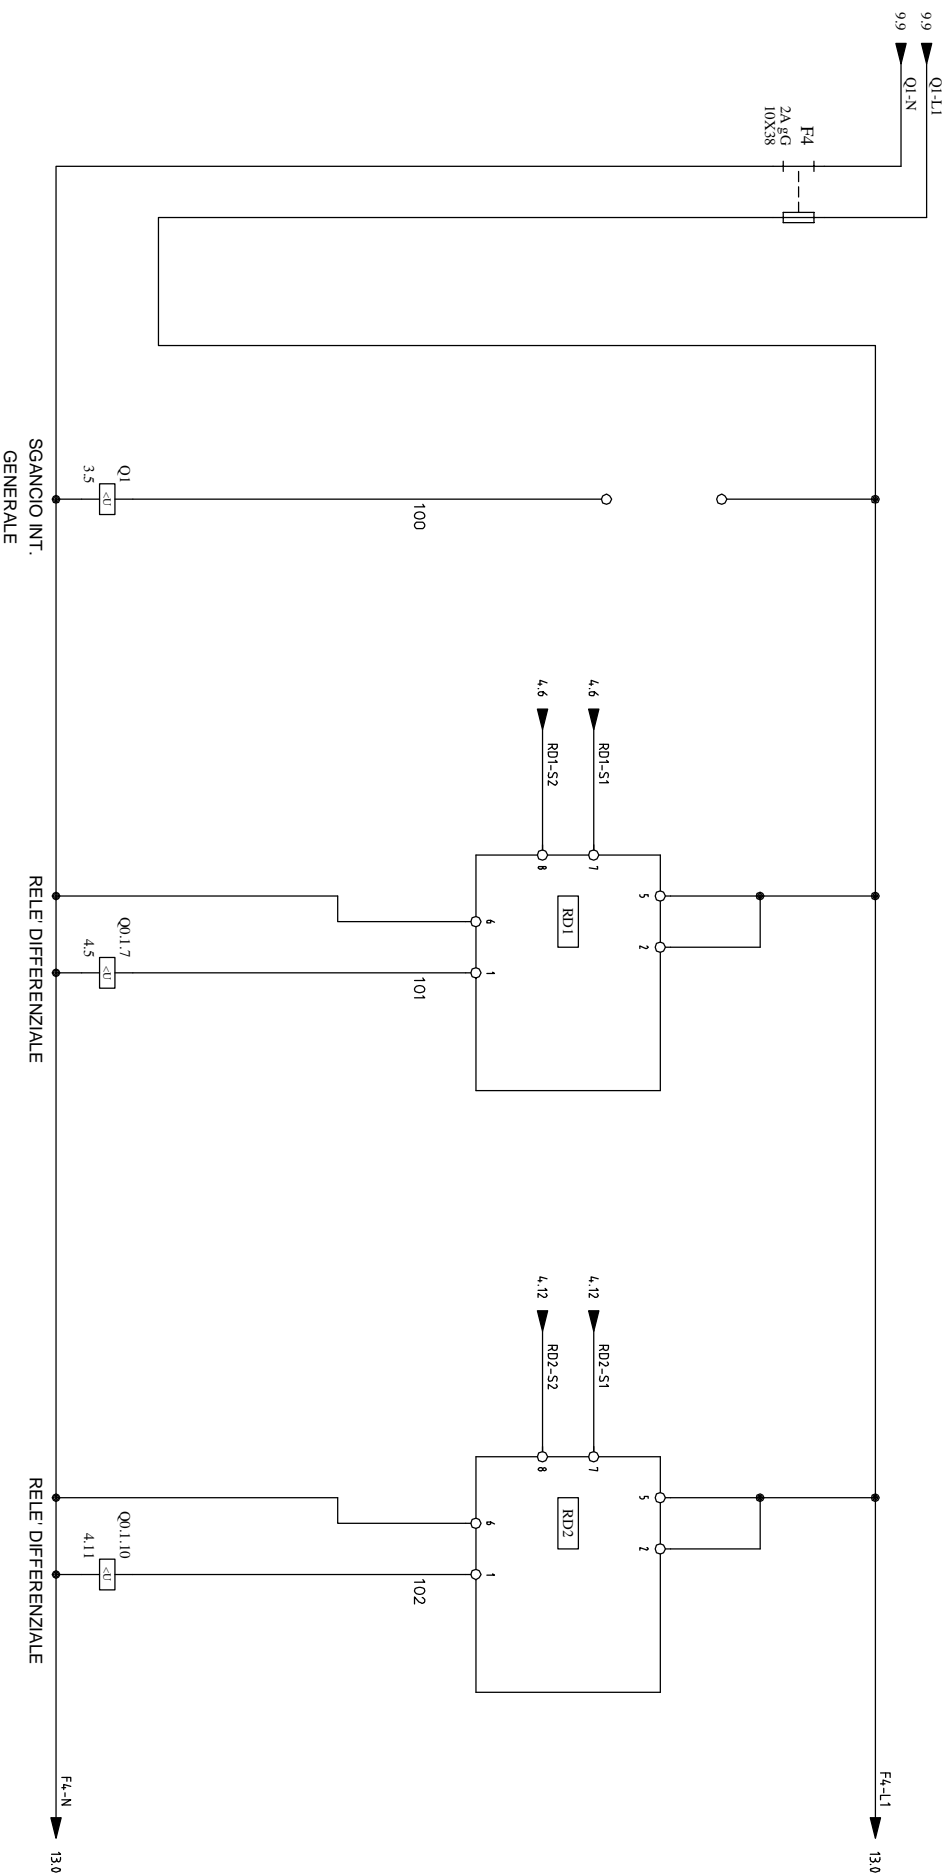 9.9
Q1-L1
9.9
Q1-N
F4
2A gG
10X38
F4-L1
13.0
100
Q1
3.5
<U
SGANCIO INT.
GENERALE
4.6
RD1-S1
4.6
RD1-S2
7
8
5
2
RD1
6
1
101
Q0.1.7
4.5
<U
RELE' DIFFERENZIALE
4.12
RD2-S1
4.12
RD2-S2
7
8
5
2
RD2
6
1
102
Q0.1.10
4.11
<U
RELE' DIFFERENZIALE
F4-N
13.0